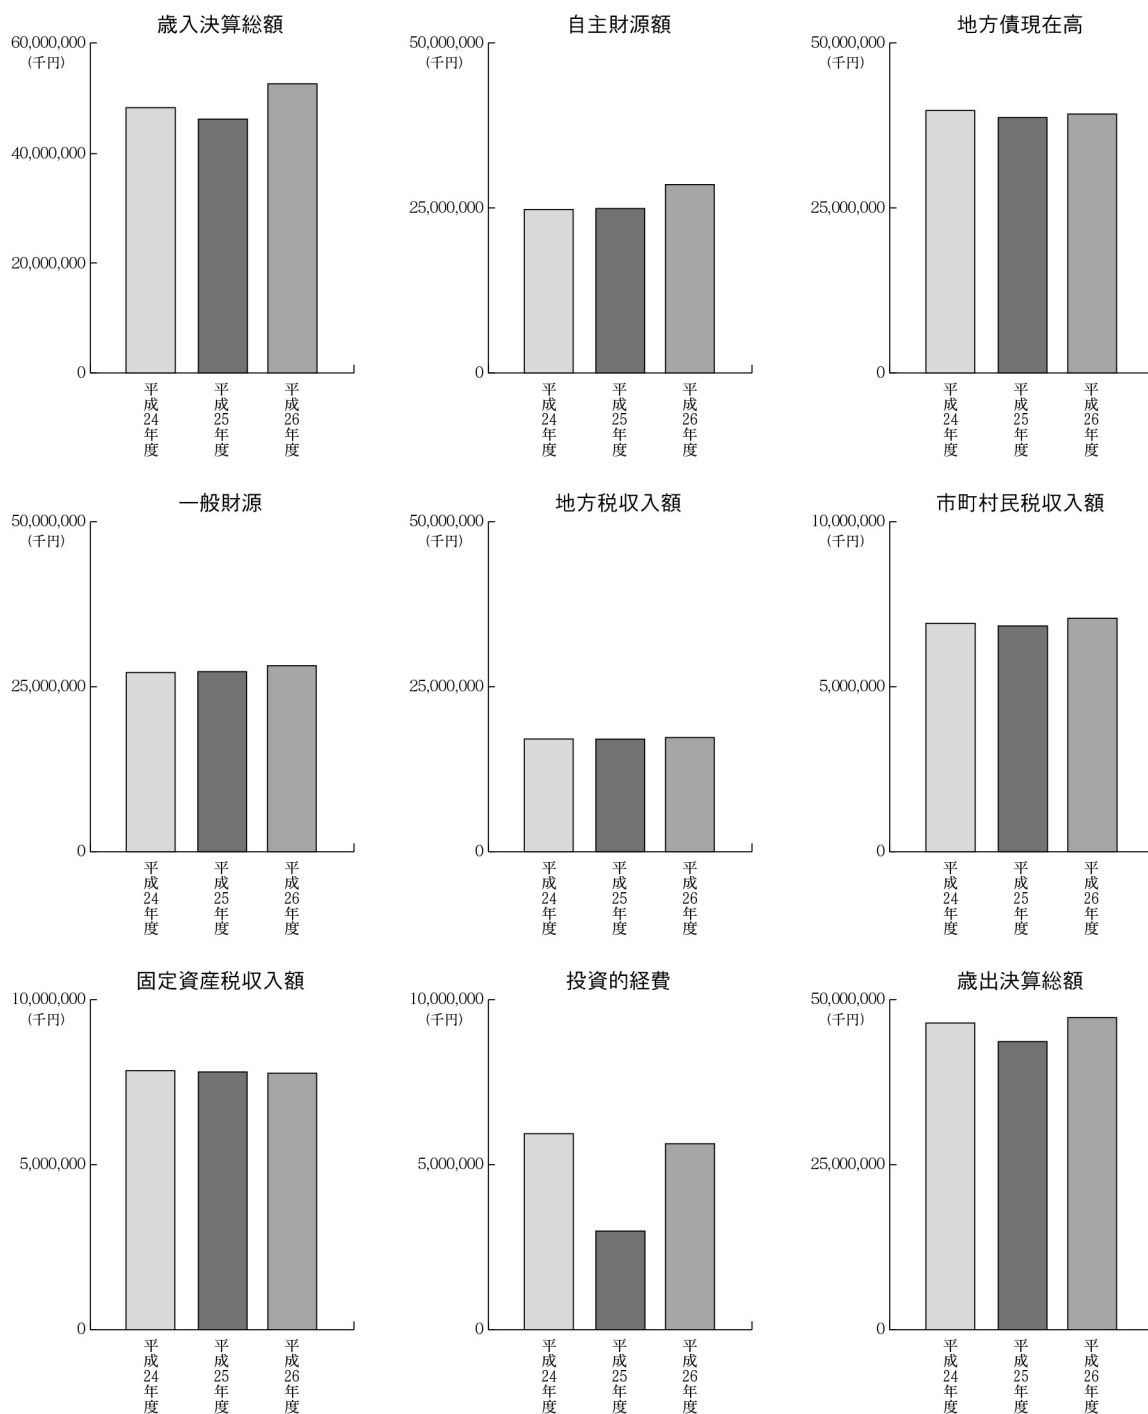 歳入決算総額
60,000,000
(千円)
40,000,000
20,000,000
0
平成24年度
平成25年度
平成26年度
自主財源額
50,000,000
(千円)
25,000,000
0
平成24年度
平成25年度
平成26年度
地方債現在高
50,000,000
(千円)
25,000,000
0
平成24年度
平成25年度
平成26年度
一般財源
50,000,000
(千円)
25,000,000
0
平成24年度
平成25年度
平成26年度
地方税収入額
50,000,000
(千円)
25,000,000
0
平成24年度
平成25年度
平成26年度
市町村民税収入額
10,000,000
(千円)
5,000,000
0
平成24年度
平成25年度
平成26年度
固定資産税収入額
10,000,000
(千円)
5,000,000
0
平成24年度
平成25年度
平成26年度
投資的経費
10,000,000
(千円)
5,000,000
0
平成24年度
平成25年度
平成26年度
歳出決算総額
50,000,000
(千円)
25,000,000
0
平成24年度
平成25年度
平成26年度